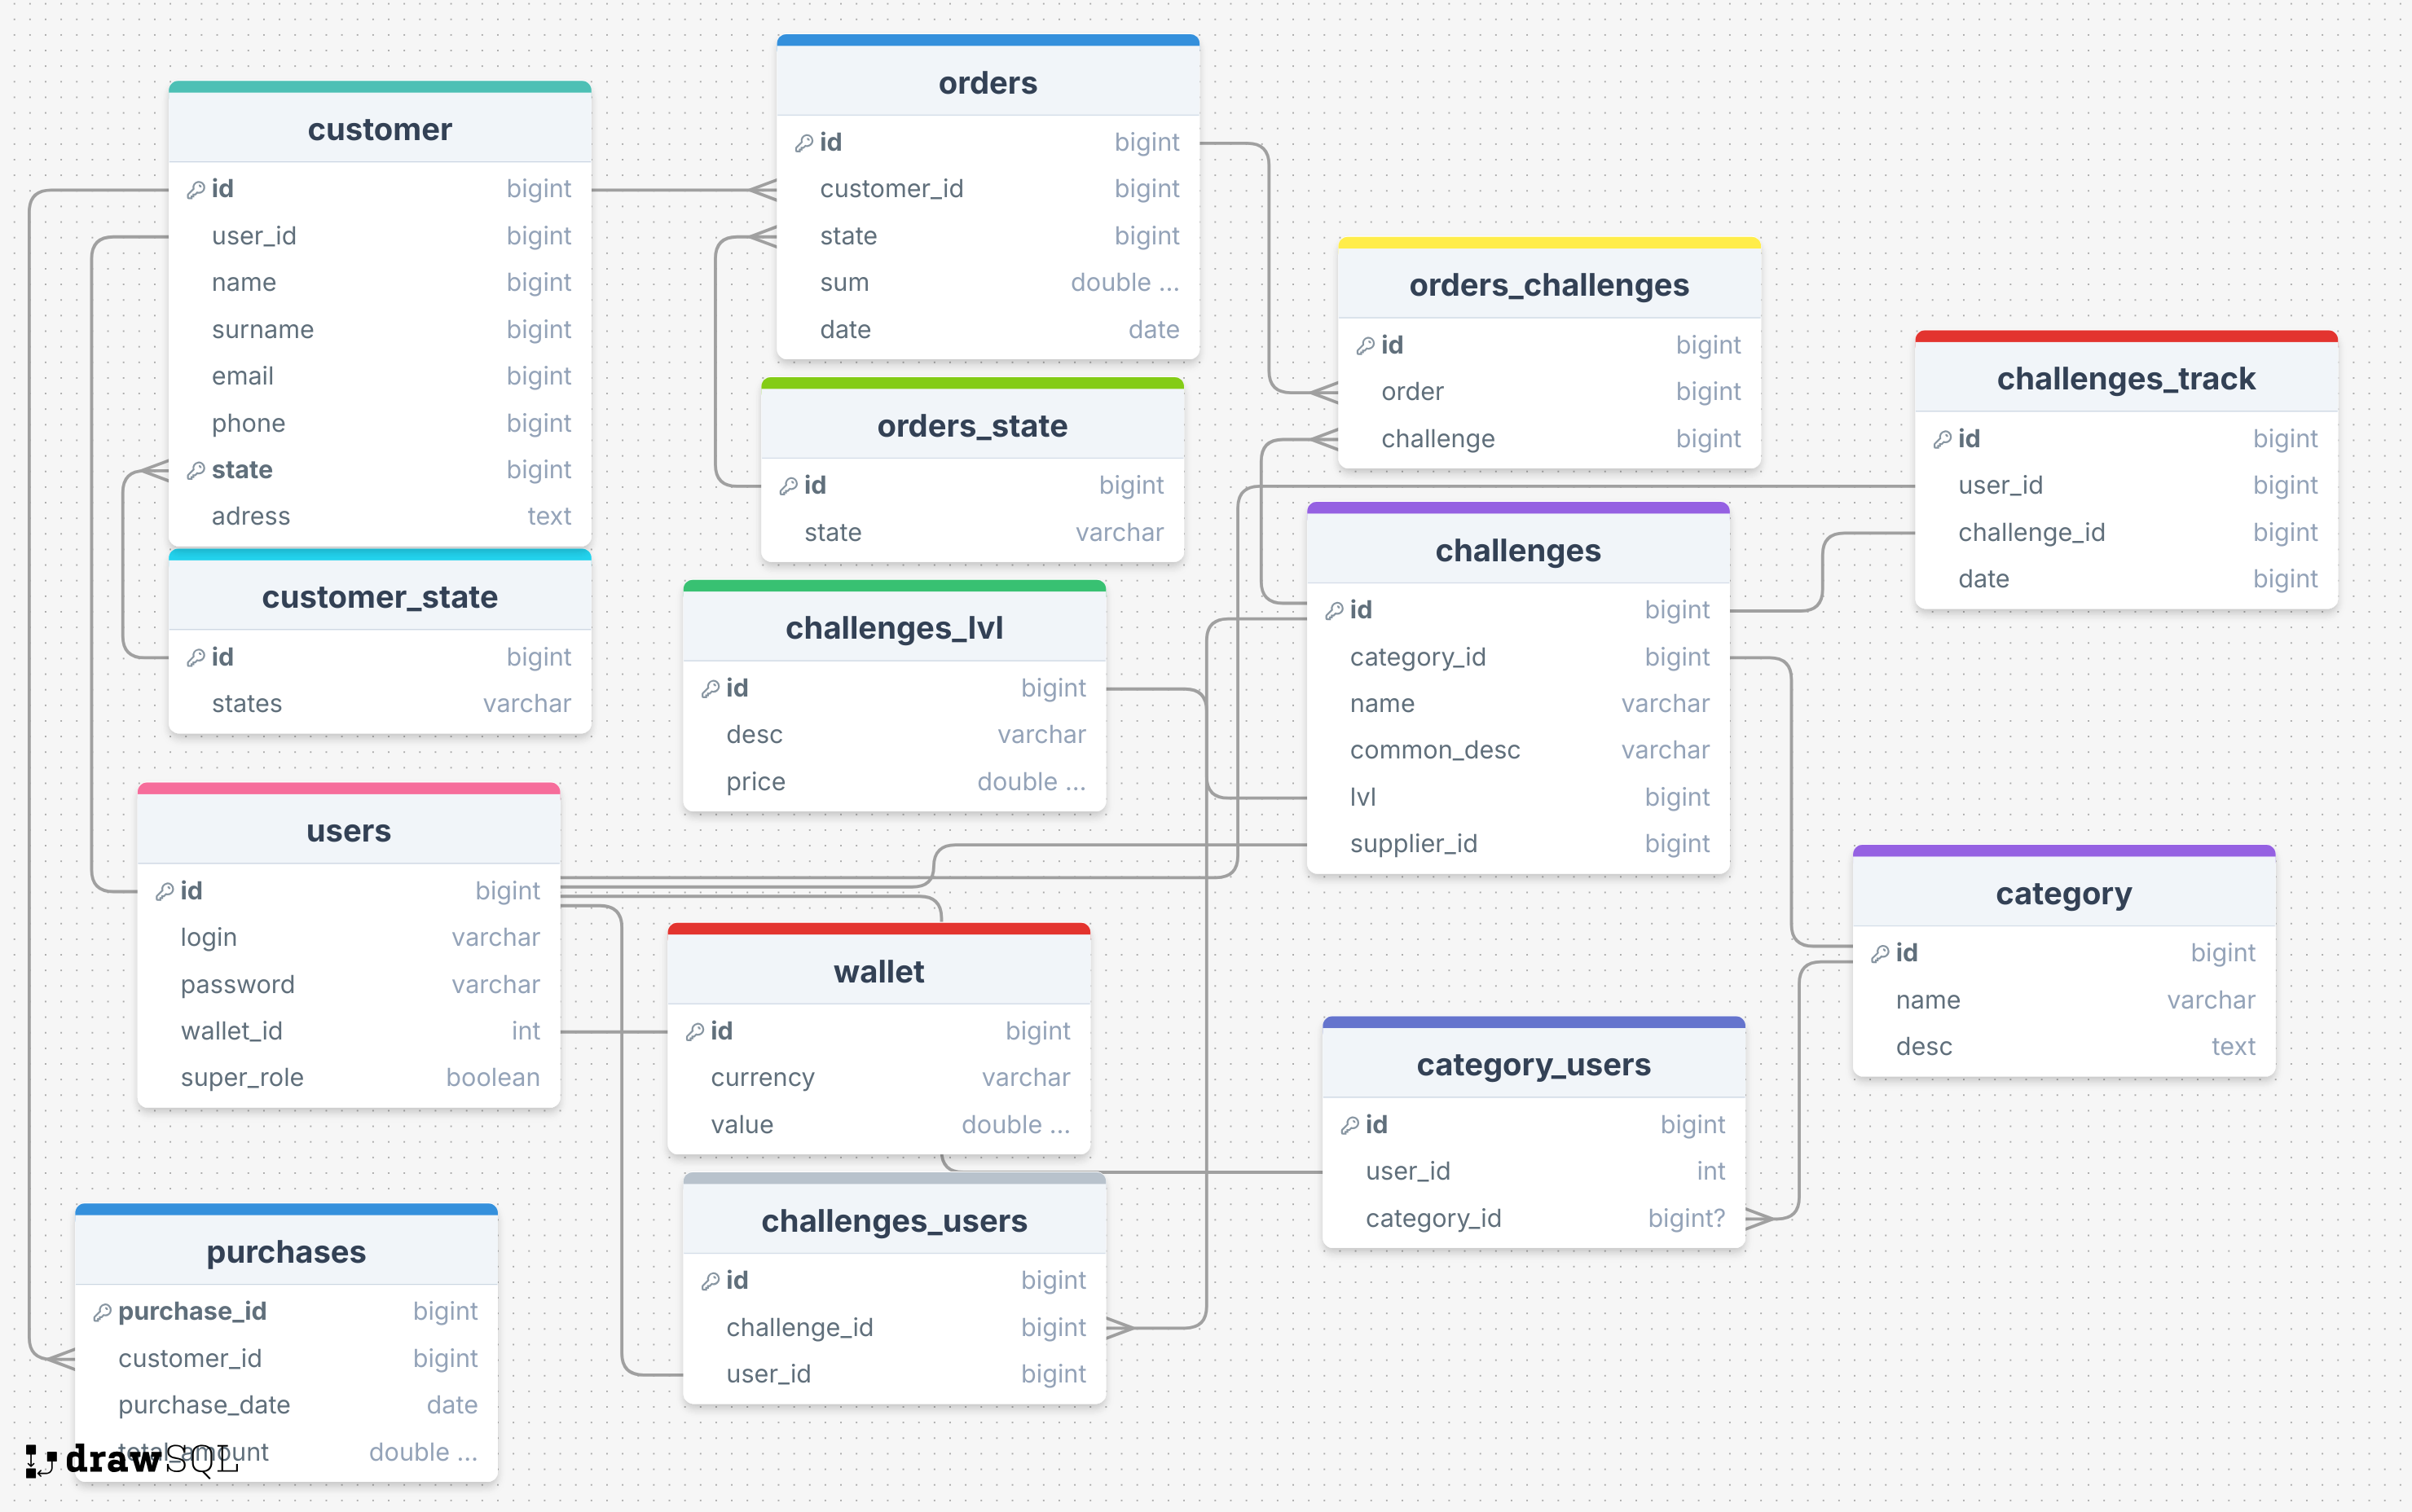 customer
id bigint
user_id bigint
name bigint
surname bigint
email bigint
phone bigint
state bigint
adress text
customer_state
id bigint
states varchar
users
id bigint
login varchar
password varchar
wallet_id int
super_role boolean
purchases
purchase_id bigint
customer_id bigint
purchase_date date
total_amount double ...
drawSQL
orders
id bigint
customer_id bigint
state bigint
sum double ...
date date
orders_state
id bigint
state varchar
challenges_lvl
id bigint
desc varchar
price double ...
wallet
id bigint
currency varchar
value double ...
challenges_users
id bigint
challenge_id bigint
user_id bigint
orders_challenges
id bigint
order bigint
challenge bigint
challenges
id bigint
category_id bigint
name varchar
common_desc varchar
lvl bigint
supplier_id bigint
category_users
id bigint
user_id int
category_id bigint?
challenges_track
id bigint
user_id bigint
challenge_id bigint
date bigint
category
id bigint
name varchar
desc text